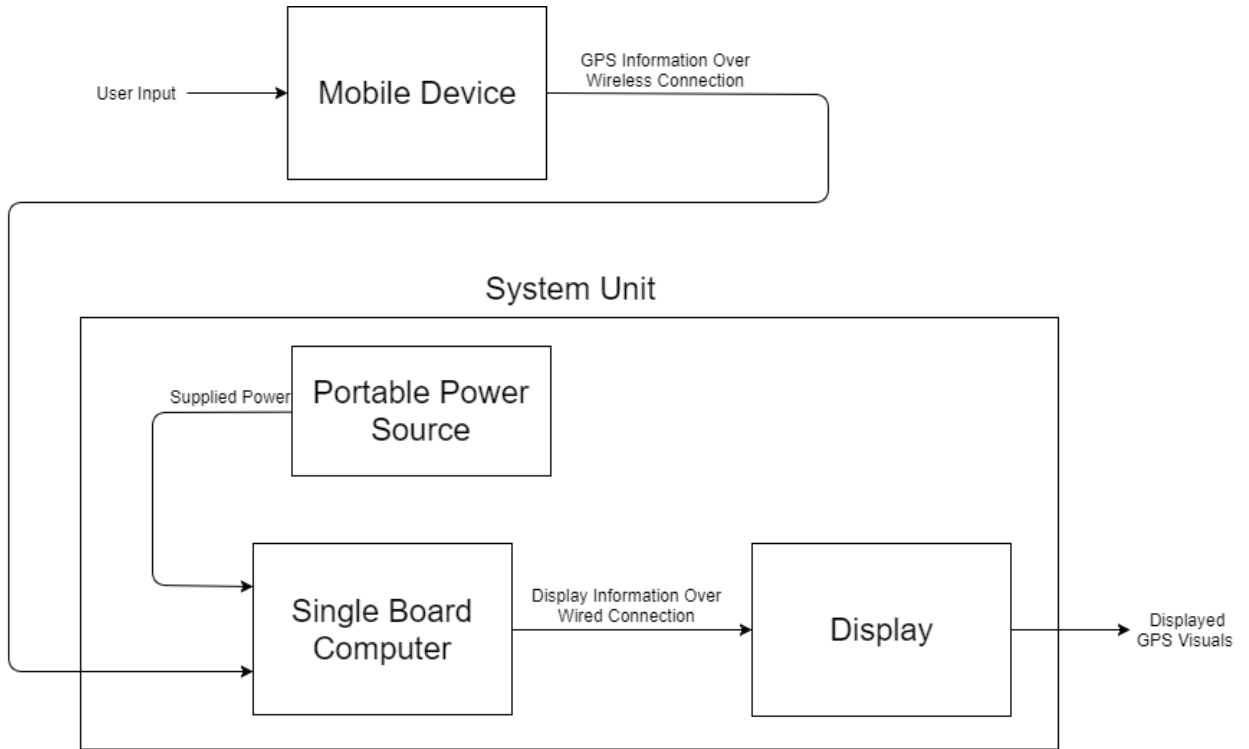 User Input
Mobile Device
GPS Information Over
Wireless Connection
System Unit
Supplied Power
Portable Power
Source
Single Board
Computer
Display Information Over
Wired Connection
Display
Displayed
GPS Visuals